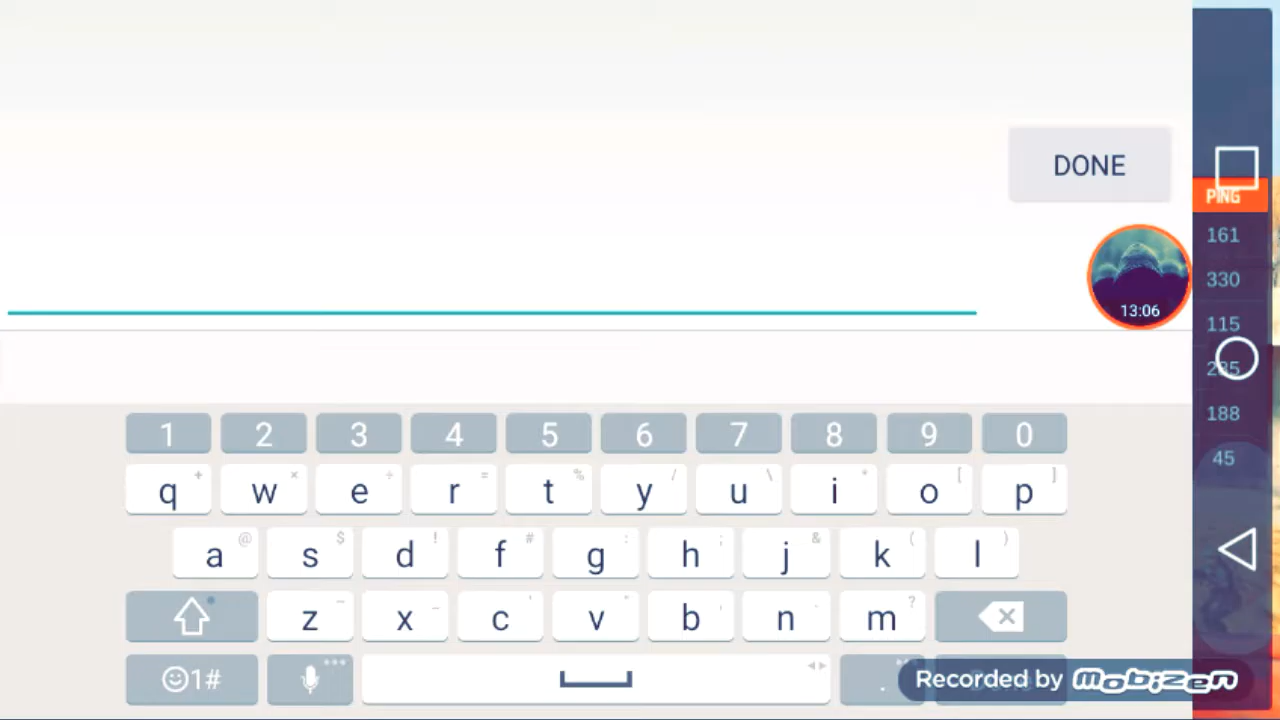 DONE
PING
161
330
13:06
115
235
188
45
1 2 3 4 5 6 7 8 9 0
q + w × e ÷ r = t % y / u \ i * o [ p ]
a @ s $ d ! f # g : h ; j & k ( l )
z x c v b n m ?
1#
.
Recorded by mobizen